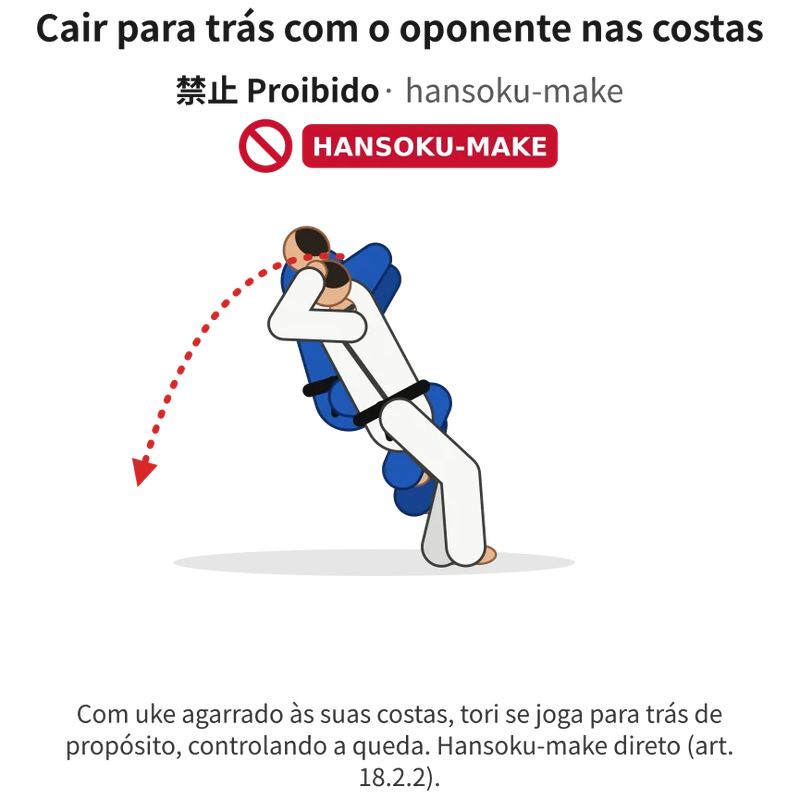 Cair para trás com o oponente nas costas
禁止 Proibido · hansoku-make
HANSOKU-MAKE
Com uke agarrado às suas costas, tori se joga para trás de
propósito, controlando a queda. Hansoku-make direto (art.
18.2.2).